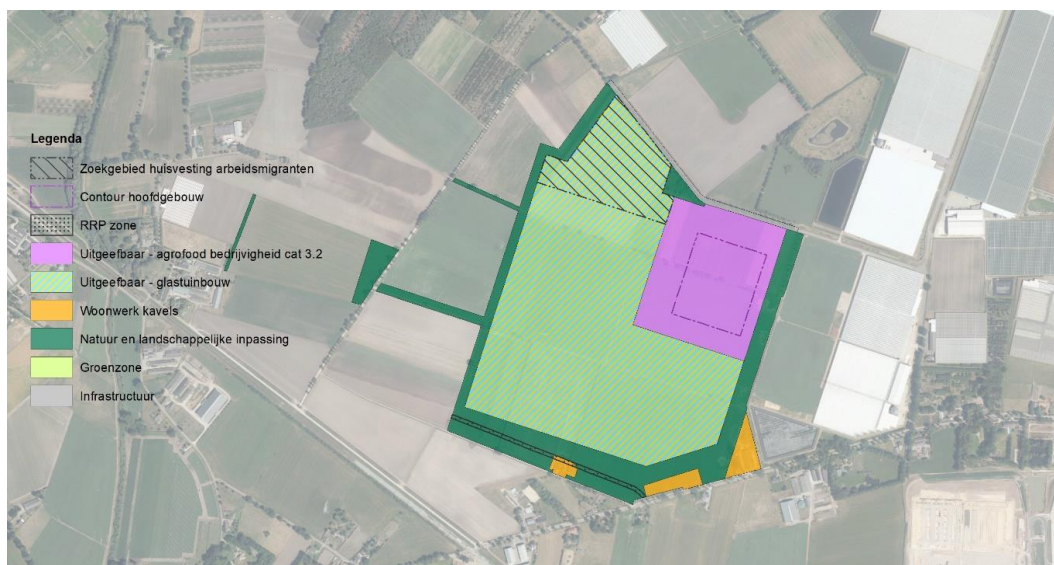 Legenda
Zoekgebied huisvesting arbeidsmigranten
Contour hoofdgebouw
RRP zone
Uitgeefbaar - agrofood bedrijvigheid cat 3.2
Uitgeefbaar - glastuinbouw
Woonwerk kavels
Natuur en landschappelijke inpassing
Groenzone
Infrastructuur